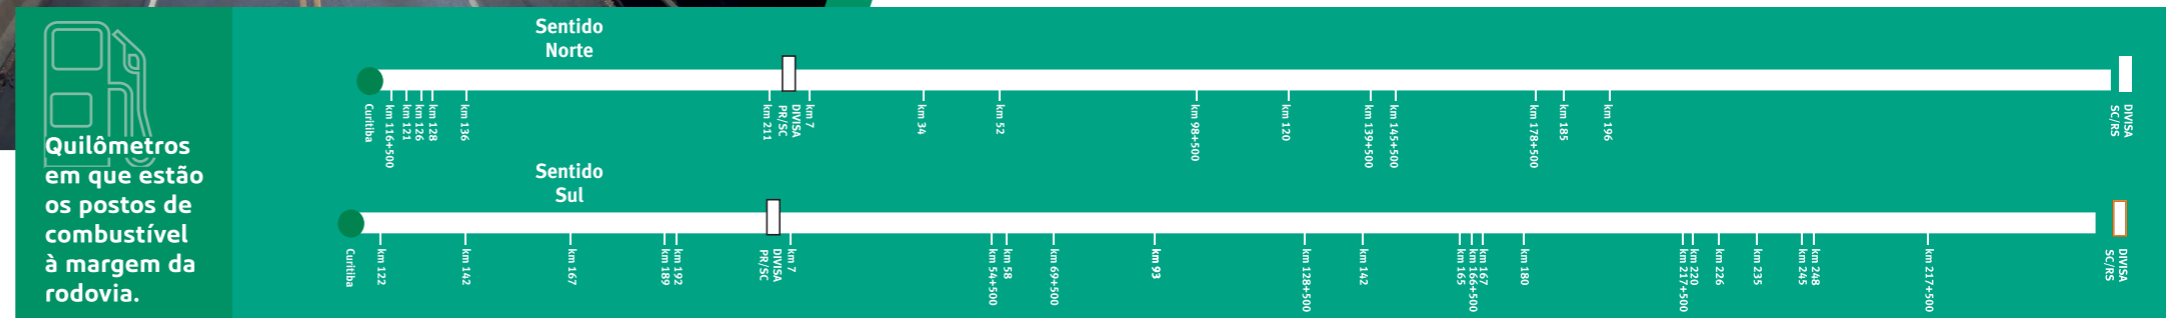 Quilômetros
em que estão
os postos de
combustível
à margem da
rodovia.
Sentido
Norte
Curitiba
km 116+500
km 121
km 126
km 128
km 136
km 211
DIVISA
PR/SC
km 7
km 34
km 52
km 98+500
km 120
km 139+500
km 145+500
km 178+500
km 185
km 196
DIVISA
SC/RS
Sentido
Sul
Curitiba
km 122
km 142
km 167
km 189
km 192
DIVISA
PR/SC
km 7
km 54+500
km 58
km 69+500
km 93
km 128+500
km 142
km 165
km 166+500
km 167
km 180
km 217+500
km 220
km 226
km 235
km 245
km 248
km 217+500
DIVISA
SC/RS